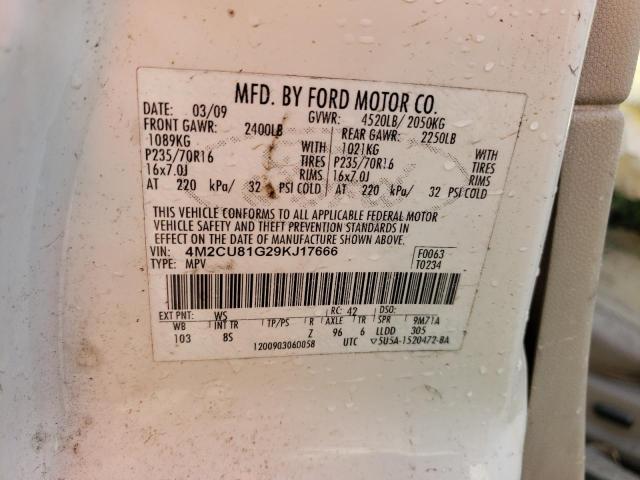 MFD. BY FORD MOTOR CO.
DATE: 03/09 GVWR: 4520LB/ 2050KG
FRONT GAWR: 2400LB REAR GAWR: 2250LB
1089KG WITH 1021KG WITH
P235/70R16 TIRES P235/70R16 TIRES
16x7.0J RIMS 16x7.0J RIMS
AT 220 kPa/ 32 PSI COLD AT 220 kPa/ 32 PSI COLD
THIS VEHICLE CONFORMS TO ALL APPLICABLE FEDERAL MOTOR
VEHICLE SAFETY AND THEFT PREVENTION STANDARDS IN
EFFECT ON THE DATE OF MANUFACTURE SHOWN ABOVE.
VIN: 4M2CU81G29KJ17666 F0063
TYPE: MPV T0234
EXT PNT: WS RC: 42 DSO:
WB INT TR TP/PS R AXLE TR SPR 9M71A
103 8S Z 96 6 LLDD 305
1200903060058 UTC ▽5U5A-1520472-BA